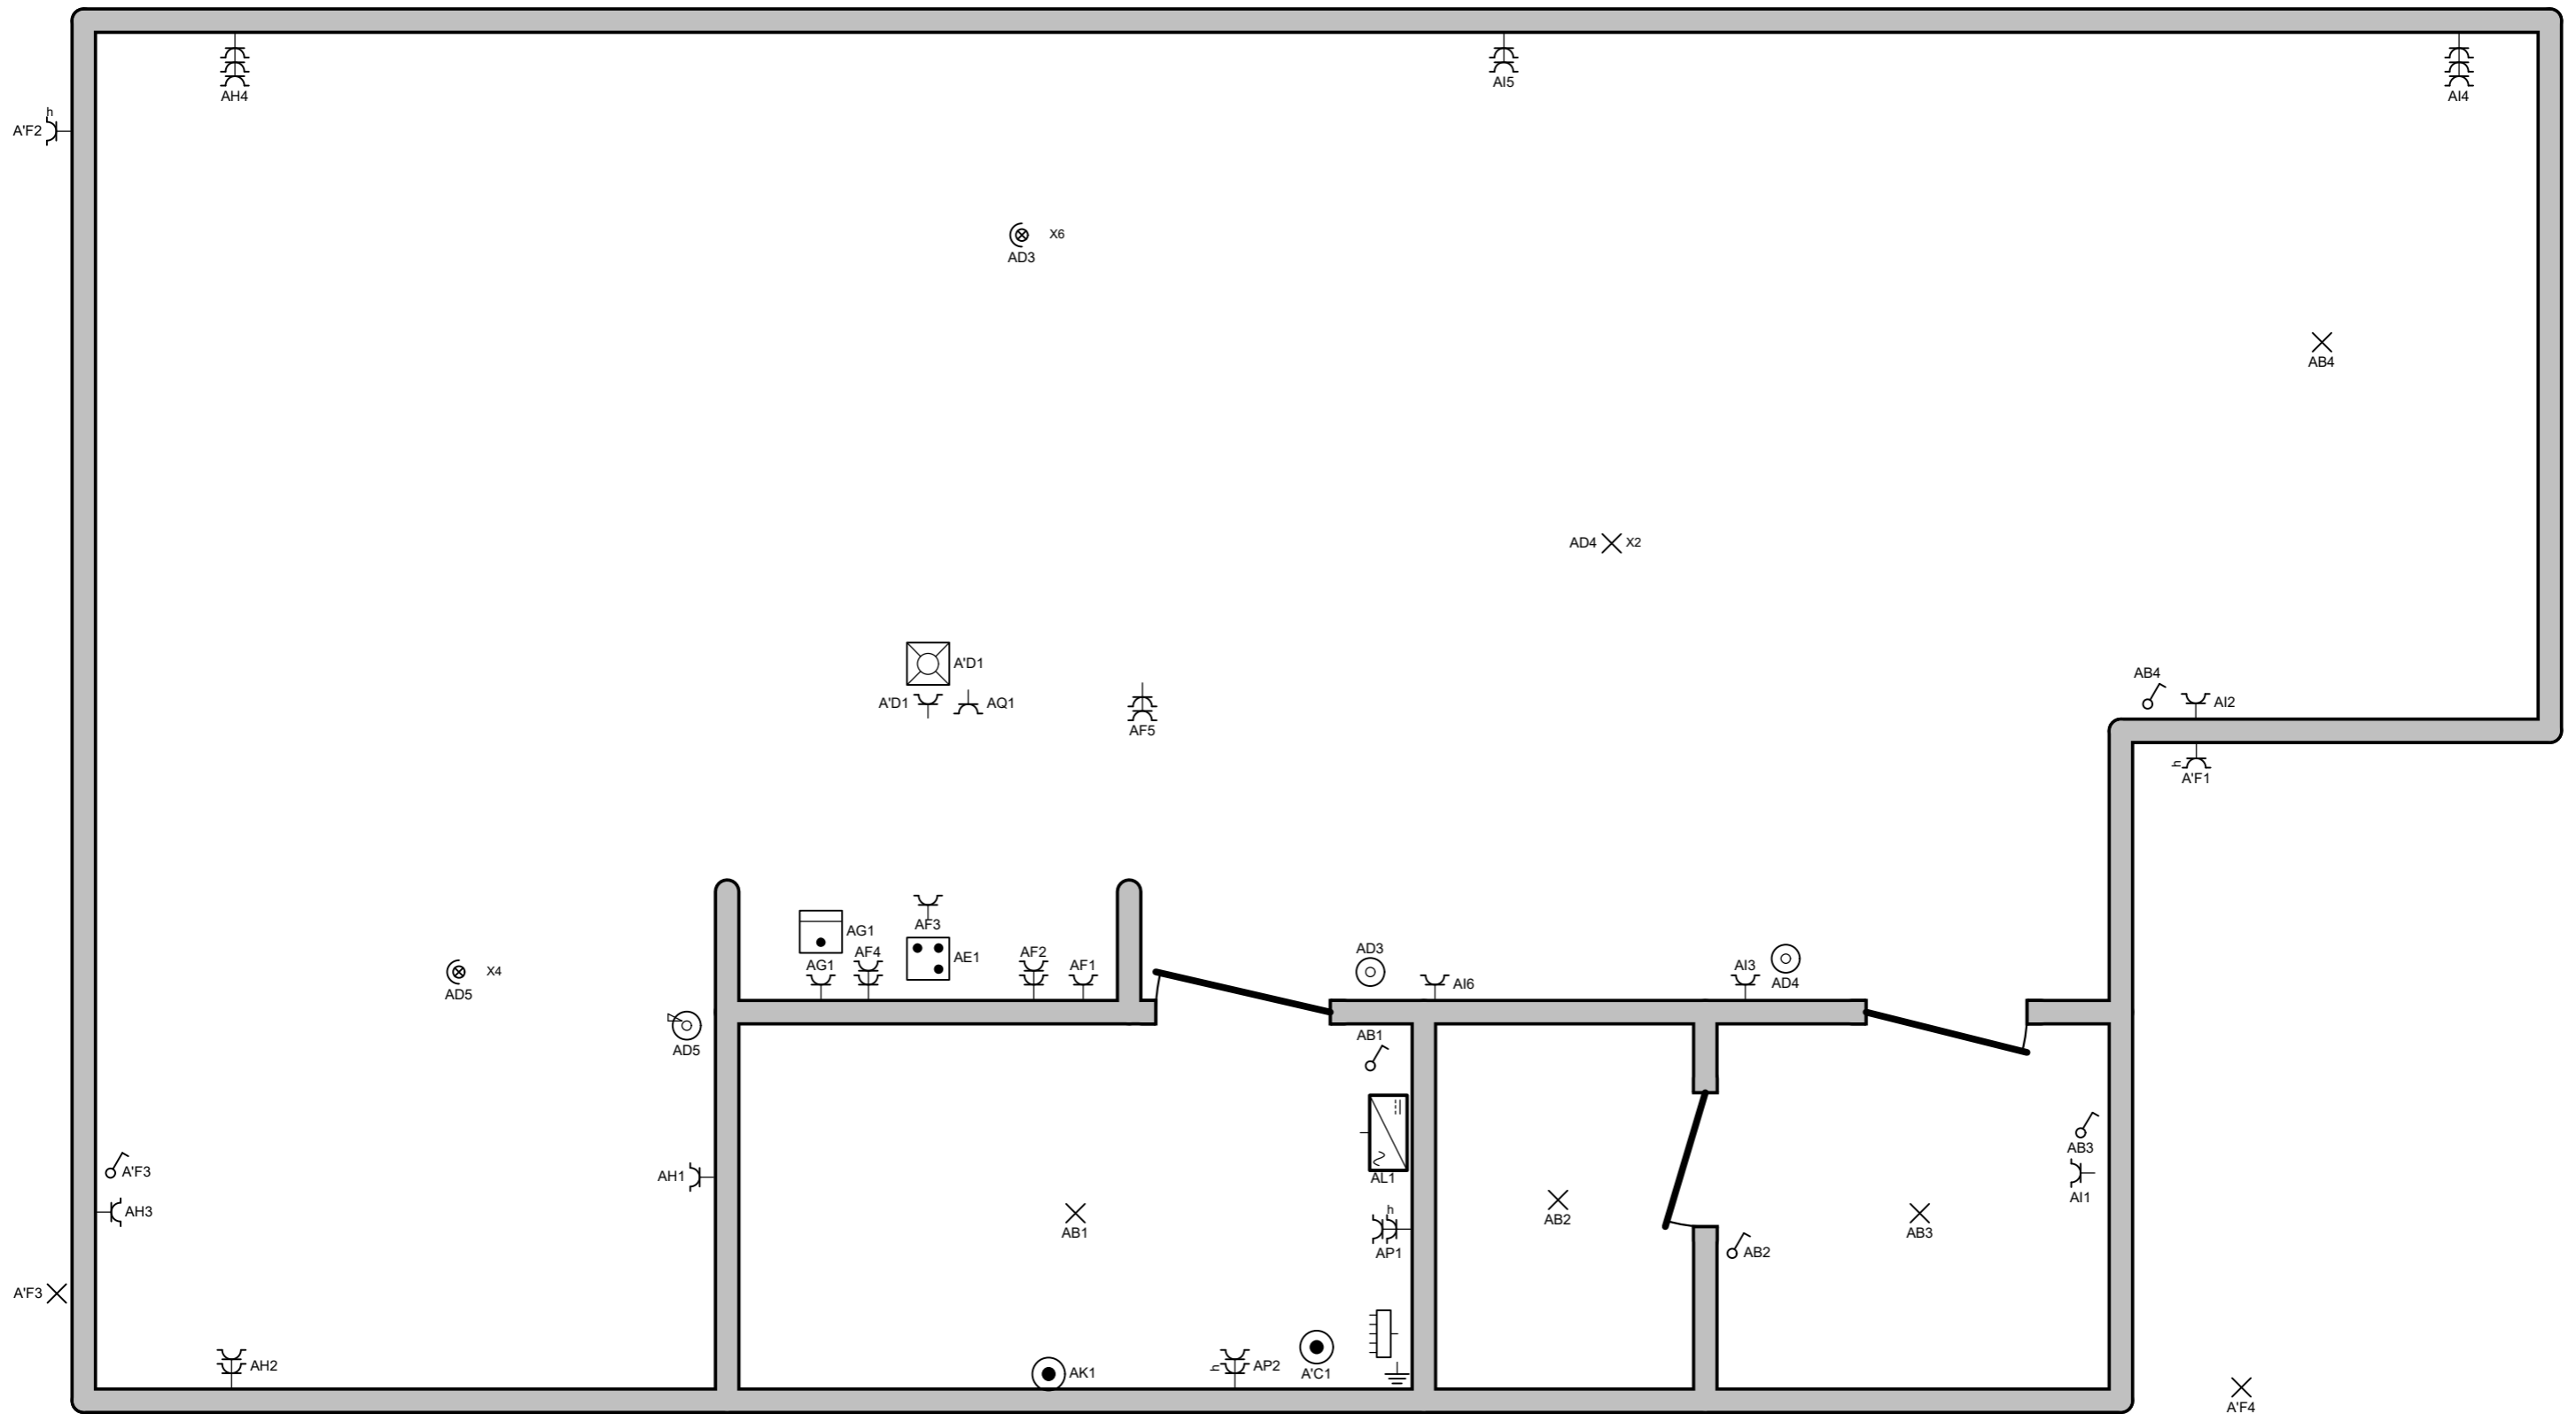 AH4
AI5
AI4
h
A'F2
X6
AD3
AB4
AD4 X2
A'D1
A'D1
AQ1
AF5
AB4
AI2
h
A'F1
AG1
AF3
AG1
AF4
AE1
AF2
AF1
AD3
AI6
AI3
AD4
X4
AD5
AD5
AB1
A'F3
AH1
AH3
AL1
h
AP1
AB1
AB2
AB2
AB3
AI1
AB3
A'F3
AH2
AK1
h
AP2
A'C1
A'F4